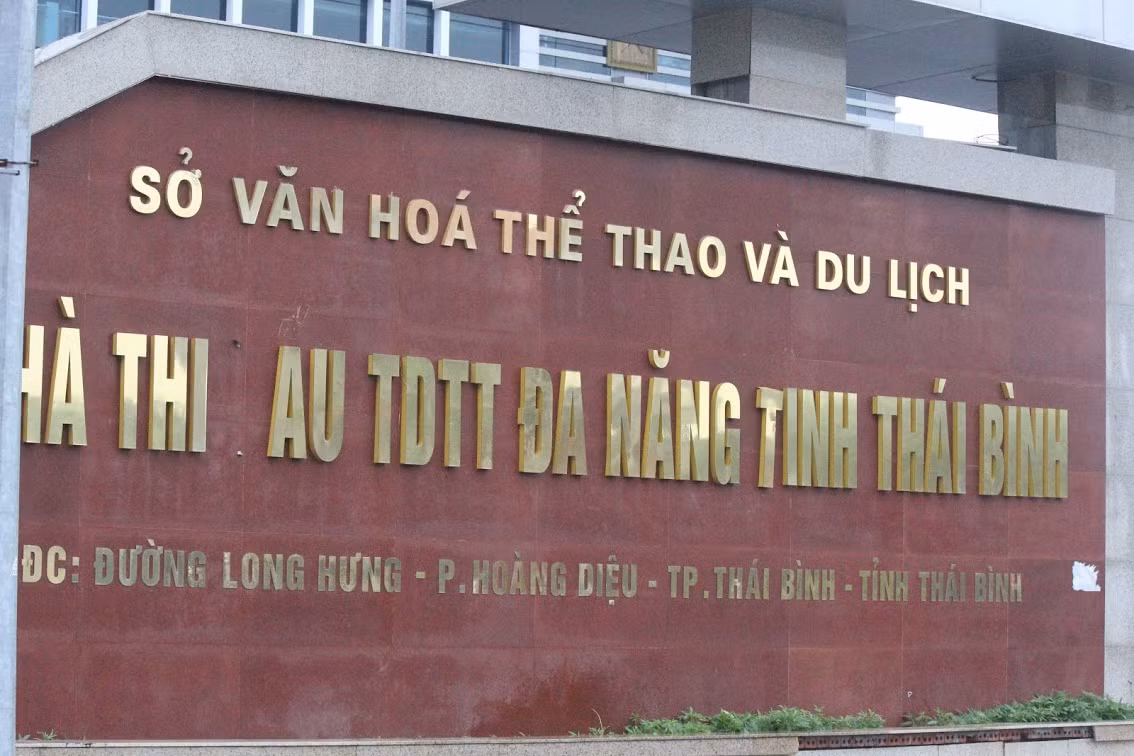 SỞ VĂN HOÁ THỂ THAO VÀ DU LỊCH
HÀ THI AU TDTT ĐA NĂNG TINH THÁI BÌNH
ĐC: ĐƯỜNG LONG HƯNG - P. HOÀNG DIỆU - TP. THÁI BÌNH - TỈNH THÁI BÌNH